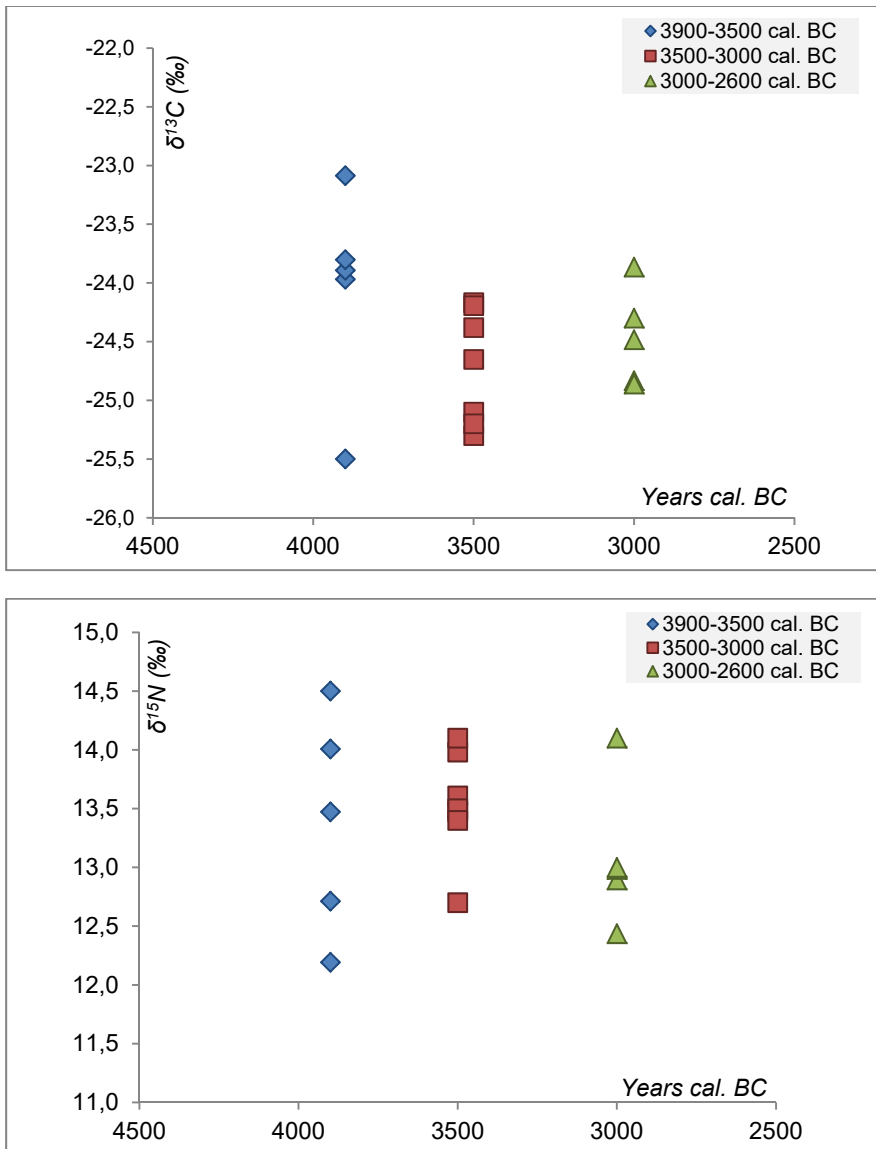 3900-3500 cal. BC
3500-3000 cal. BC
3000-2600 cal. BC
δ13C (‰)
-22,0
-22,5
-23,0
-23,5
-24,0
-24,5
-25,0
-25,5
-26,0
Years cal. BC
4500 4000 3500 3000 2500
3900-3500 cal. BC
3500-3000 cal. BC
3000-2600 cal. BC
δ15N (‰)
15,0
14,5
14,0
13,5
13,0
12,5
12,0
11,5
11,0
Years cal. BC
4500 4000 3500 3000 2500